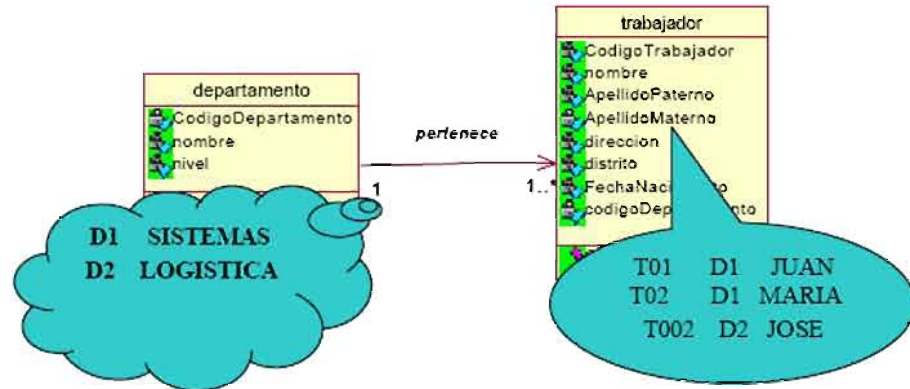 trabajador
CodigoTrabajador
nombre
ApellidoPaterno
ApellidoMaterno
direccion
distrito
departamento
CodigoDepartamento
nombre
nivel
pertenece
1
1..*
D1 SISTEMAS
D2 LOGISTICA
T01 D1 JUAN
T02 D1 MARIA
T002 D2 JOSE